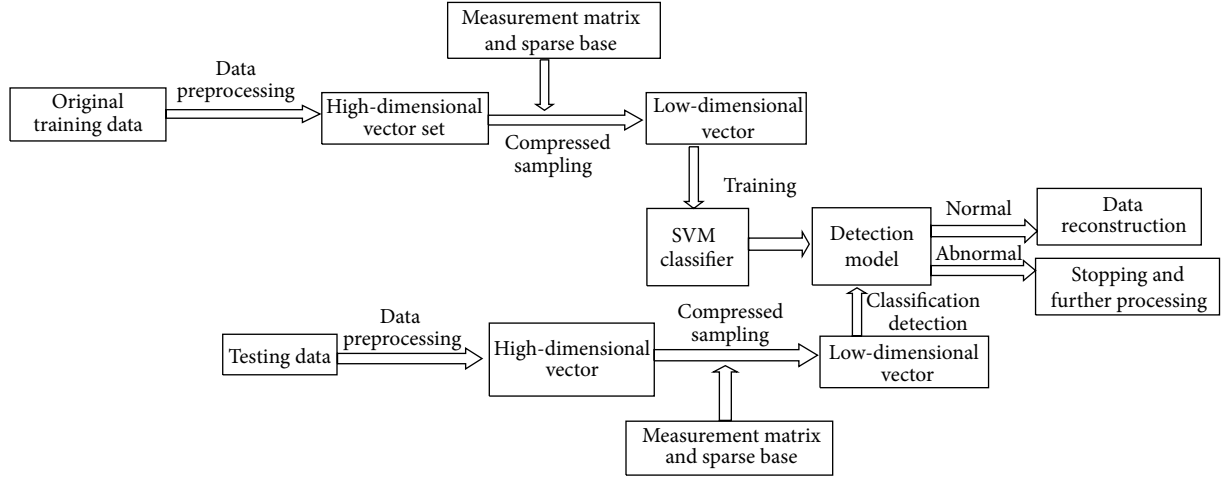 Measurement matrix
and sparse base
Data
preprocessing
Original
training data
High-dimensional
vector set
Compressed
sampling
Low-dimensional
vector
Training
SVM
classifier
Detection
model
Normal
Data
reconstruction
Abnormal
Stopping and
further processing
Classification
detection
Testing data
Data
preprocessing
High-dimensional
vector
Compressed
sampling
Low-dimensional
vector
Measurement matrix
and sparse base